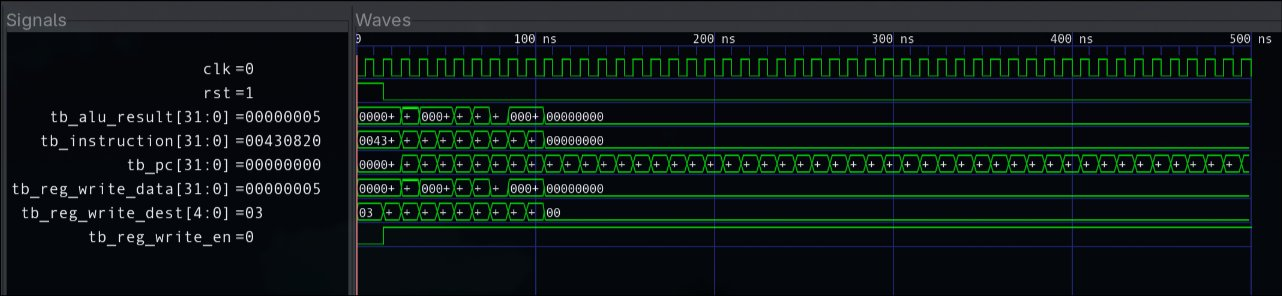 Signals Waves
0 100 ns 200 ns 300 ns 400 ns 500 ns
clk=0
rst=1
tb_alu_result[31:0]=00000005 0000+ + 000+ + + + 000+ 00000000
tb_instruction[31:0]=00430820 0043+ + + + + + + + + 00000000
tb_pc[31:0]=00000000 0000+ + + + + + + + + + + + + + + + + + + + + + + + + + + + + + + + + + + + + + + + + + + + + + + +
tb_reg_write_data[31:0]=00000005 0000+ + 000+ + + + 000+ 00000000
tb_reg_write_dest[4:0]=03 03 + + + + + + + + + 00
tb_reg_write_en=0